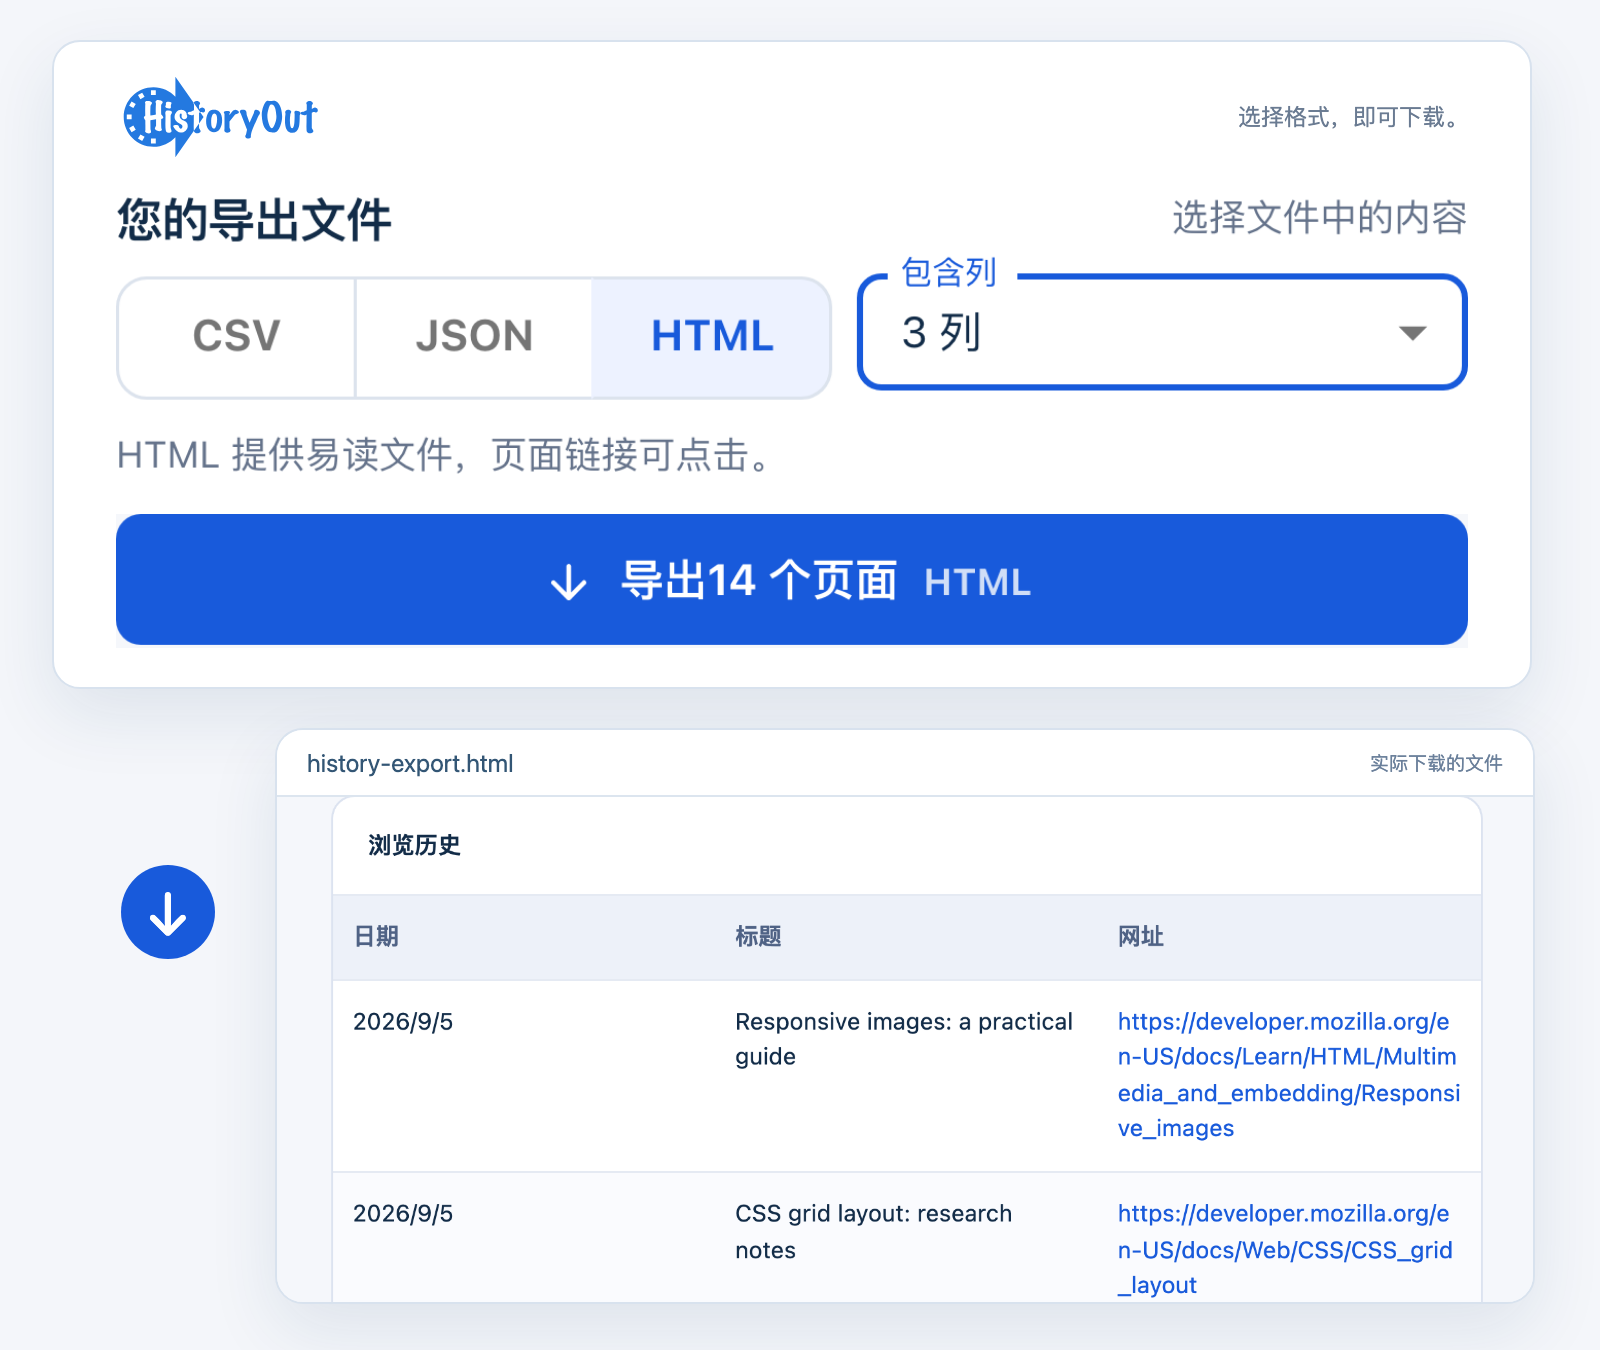 HistoryOut
选择格式，即可下载。
您的导出文件
选择文件中的内容
包含列
CSV
JSON
HTML
3 列
HTML 提供易读文件，页面链接可点击。
导出14 个页面 HTML
history-export.html
实际下载的文件
浏览历史
日期
标题
网址
2026/9/5
Responsive images: a practical
guide
https://developer.mozilla.org/e
n-US/docs/Learn/HTML/Multim
edia_and_embedding/Responsi
ve_images
2026/9/5
CSS grid layout: research
notes
https://developer.mozilla.org/e
n-US/docs/Web/CSS/CSS_grid
_layout